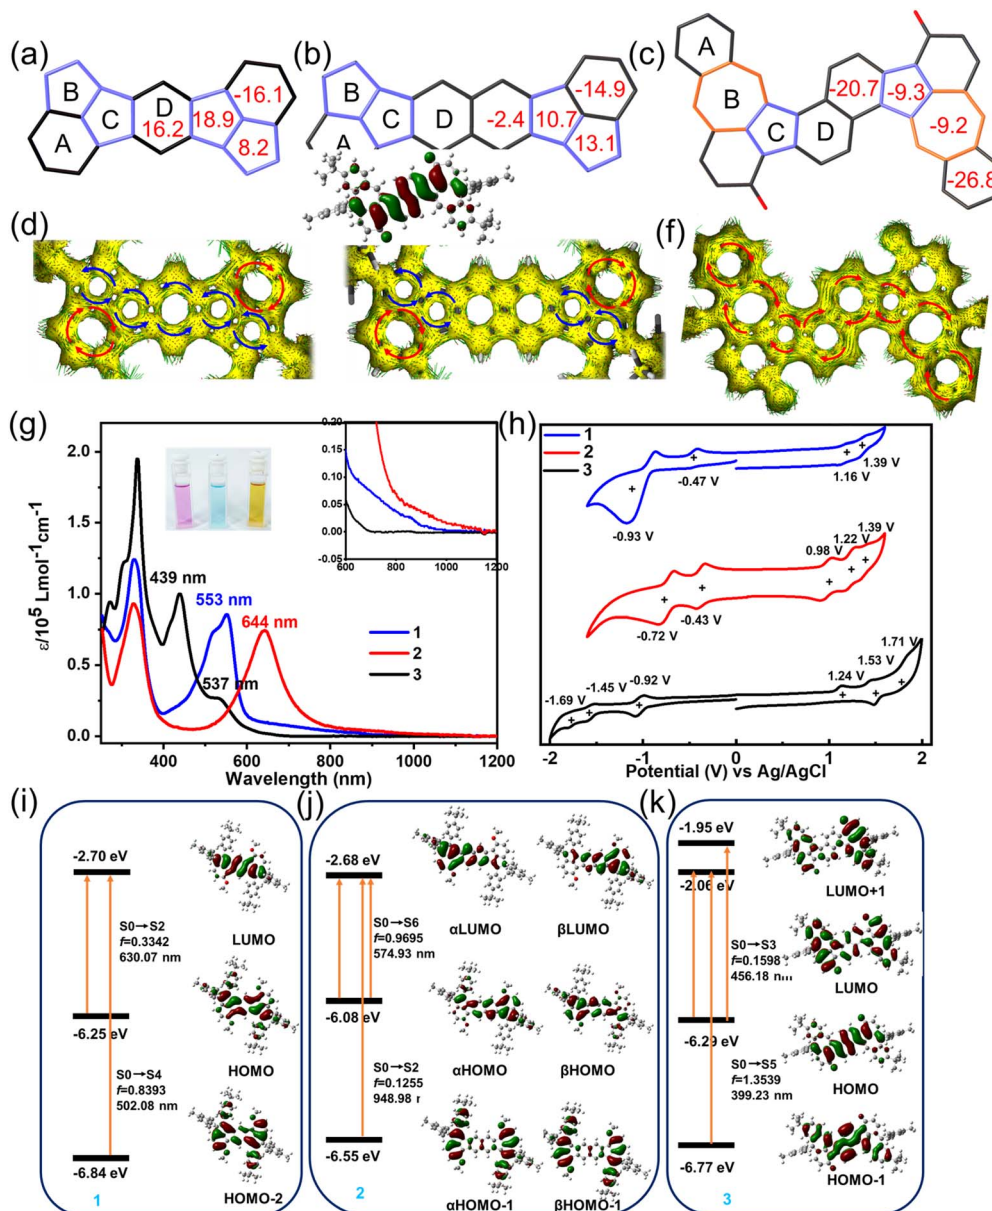 (a)
B
A
C
D
16.2
18.9
-16.1
8.2
(b)
B
A
C
D
-2.4
10.7
-14.9
13.1
(c)
A
B
C
D
-20.7
-9.3
-9.2
-26.8
(d)
(f)
(g)
ε/10⁵ Lmol⁻¹cm⁻¹
2.0
1.5
1.0
0.5
0.0
439 nm
553 nm
644 nm
537 nm
1
2
3
0.20
0.15
0.10
0.05
0.00
-0.05
600 700 800 900 1000 1200
400 600 800 1000 1200
Wavelength (nm)
(h)
1
2
3
-0.47 V
-0.93 V
1.16 V
1.39 V
-0.72 V
-0.43 V
0.98 V
1.22 V
1.39 V
-1.69 V
-1.45 V
-0.92 V
1.24 V
1.53 V
1.71 V
-2 -1 0 1 2
Potential (V) vs Ag/AgCl
(i)
-2.70 eV
S0→S2
f=0.3342
630.07 nm
-6.25 eV
S0→S4
f=0.8393
502.08 nm
-6.84 eV
LUMO
HOMO
HOMO-2
1
(j)
-2.68 eV
S0→S6
f=0.9695
574.93 nm
-6.08 eV
S0→S2
f=0.1255
948.98
-6.55 eV
αLUMO
βLUMO
αHOMO
βHOMO
αHOMO-1
βHOMO-1
2
(k)
-1.95 eV
-2.06 eV
S0→S3
f=0.1598
456.18
-6.29 eV
S0→S5
f=1.3539
399.23 nm
-6.77 eV
LUMO+1
LUMO
HOMO
HOMO-1
3